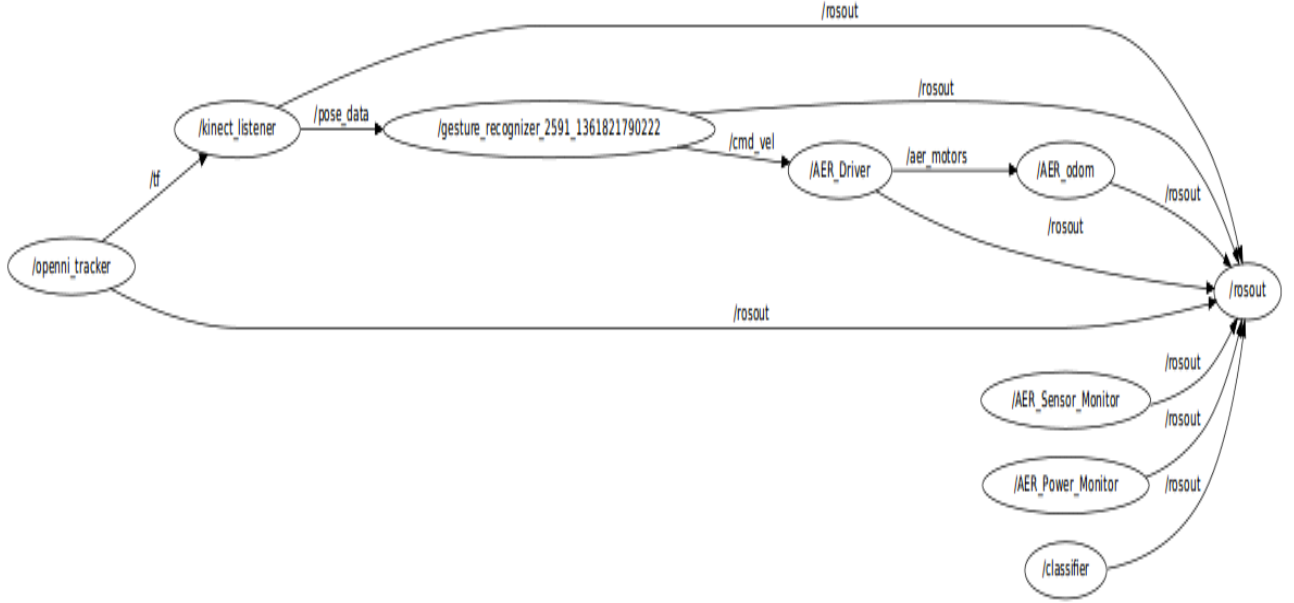 /rosout
/rosout
/kinect_listener
/pose_data
/gesture_recognizer_2591_1361821790222
/cmd_vel
/AER_Driver
/aer_motors
/AER_odom
/tf
/rosout
/rosout
/openni_tracker
/rosout
/rosout
/rosout
/AER_Sensor_Monitor
/rosout
/AER_Power_Monitor
/rosout
/classifier